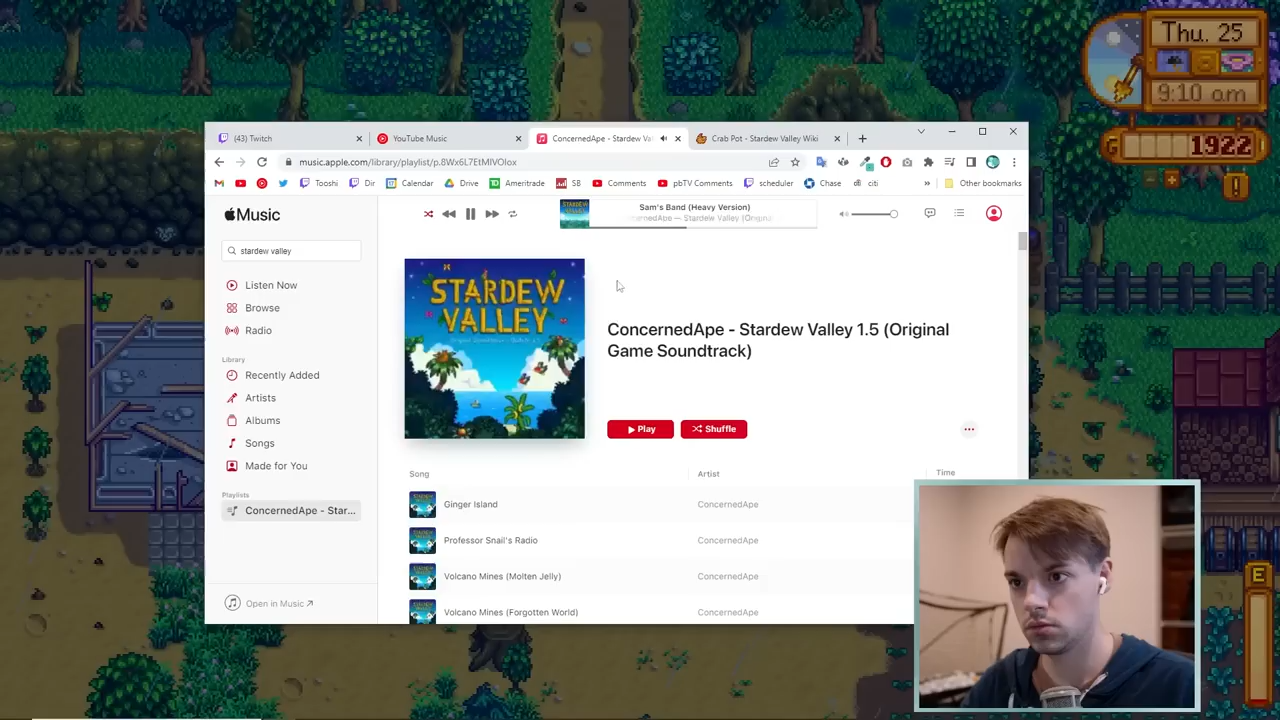 Thu. 25
9:10 am
1922
(43) Twitch
YouTube Music
ConcernedApe - Stardew Val
Crab Pot - Stardew Valley Wiki
music.apple.com/library/playlist/p.8Wx6L7EtMlVOlox
Tooshi
Dir
Calendar
Drive
Ameritrade
SB
Comments
pbTV Comments
scheduler
Chase
citi
»
Other bookmarks
Music
Sam's Band (Heavy Version)
ncernedApe — Stardew Valley (Origina
stardew valley
Listen Now
Browse
Radio
Library
Recently Added
Artists
Albums
Songs
Made for You
Playlists
ConcernedApe - Star...
Open in Music ↗
STARDEW
VALLEY
ConcernedApe - Stardew Valley 1.5 (Original
Game Soundtrack)
Play
Shuffle
Song
Artist
Time
Ginger Island
ConcernedApe
Professor Snail's Radio
ConcernedApe
Volcano Mines (Molten Jelly)
ConcernedApe
Volcano Mines (Forgotten World)
ConcernedApe
E